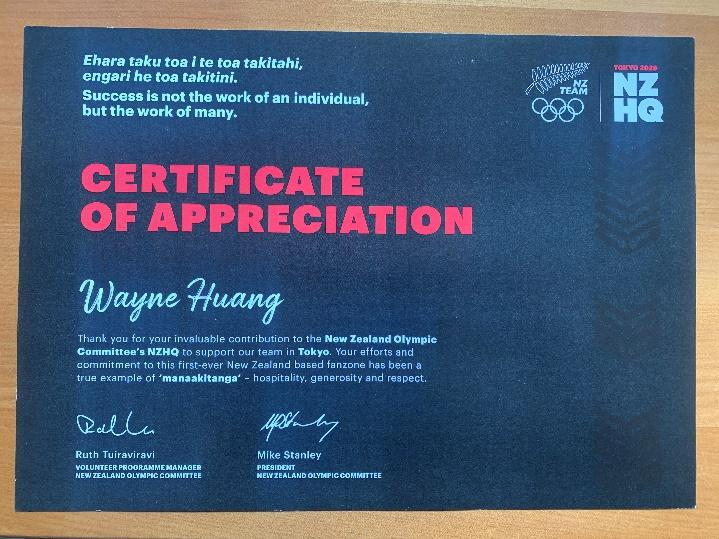 Ehara taku toa i te toa takitahi,
engari he toa takitini.
Success is not the work of an individual,
but the work of many.
NZ
TEAM
TOKYO 2020
NZ
HQ
CERTIFICATE
OF APPRECIATION
Wayne Huang
Thank you for your invaluable contribution to the New Zealand Olympic
Committee's NZHQ to support our team in Tokyo. Your efforts and
commitment to this first-ever New Zealand based fanzone has been a
true example of 'manaakitanga' – hospitality, generosity and respect.
Ruth Tuiraviravi
VOLUNTEER PROGRAMME MANAGER
NEW ZEALAND OLYMPIC COMMITTEE
Mike Stanley
PRESIDENT
NEW ZEALAND OLYMPIC COMMITTEE